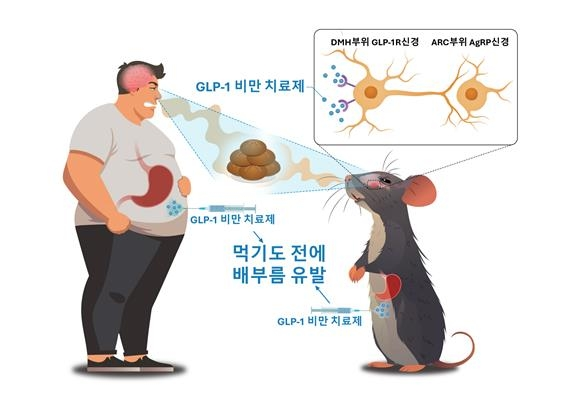 DMH부위 GLP-1R신경
ARC부위 AgRP신경
GLP-1 비만 치료제
GLP-1 비만 치료제
먹기도 전에
배부름 유발
GLP-1 비만 치료제